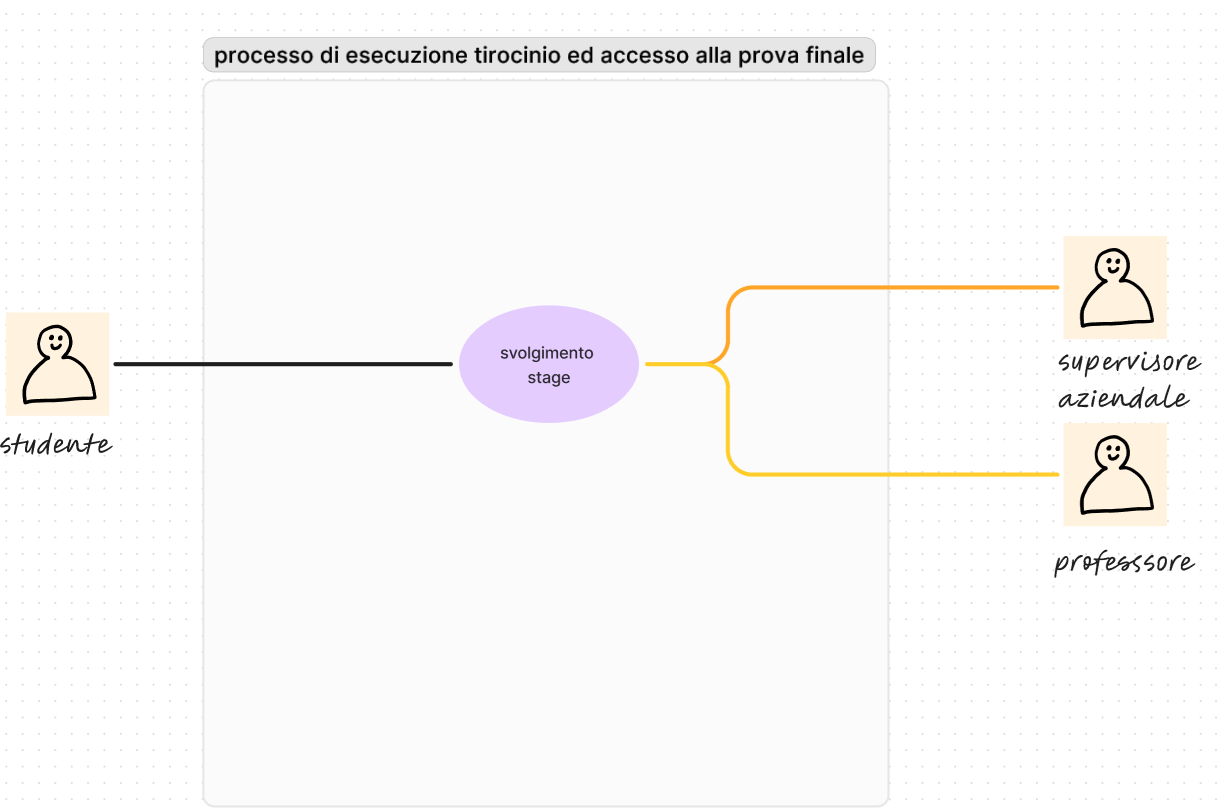 processo di esecuzione tirocinio ed accesso alla prova finale
svolgimento
stage
studente
supervisore
aziendale
professsore